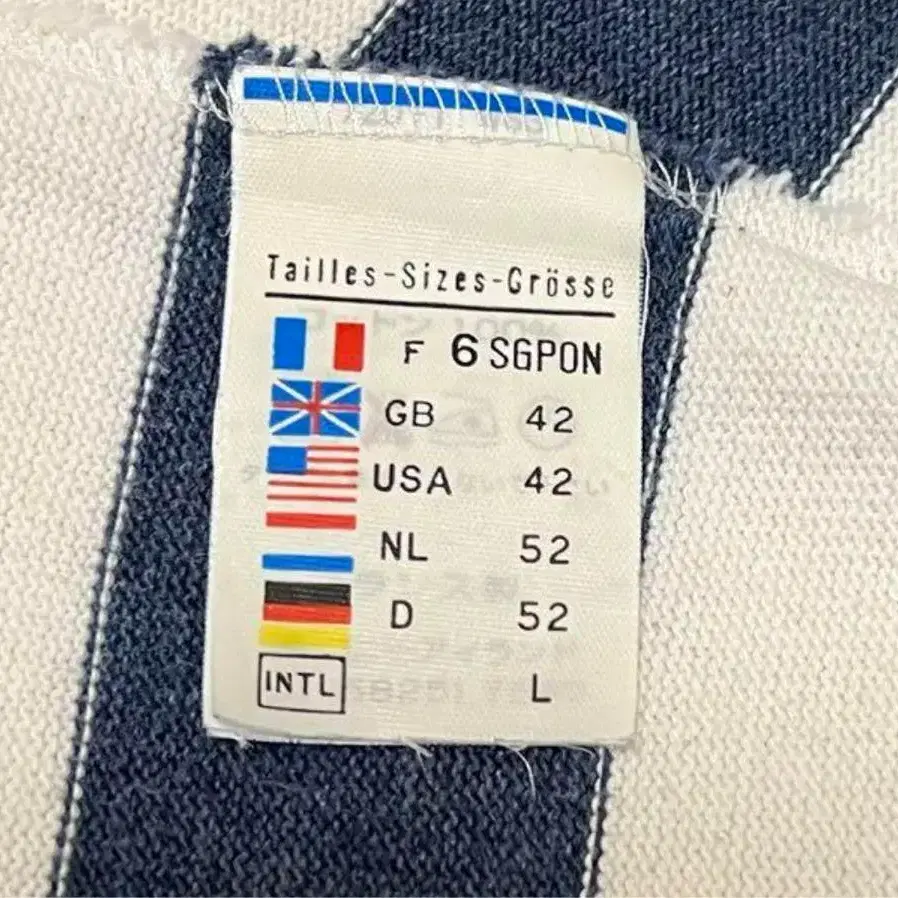 Tailles-Sizes-Grösse
F 6 SGPON
GB 42
USA 42
NL 52
D 52
INTL L